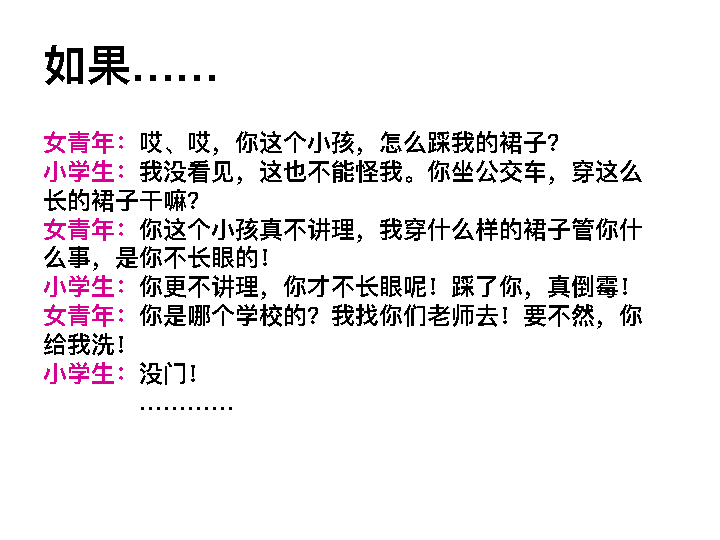 如果……
女青年：哎、哎，你这个小孩，怎么踩我的裙子？
小学生：我没看见，这也不能怪我。你坐公交车，穿这么
长的裙子干嘛？
女青年：你这个小孩真不讲理，我穿什么样的裙子管你什
么事，是你不长眼的！
小学生：你更不讲理，你才不长眼呢！踩了你，真倒霉！
女青年：你是哪个学校的？我找你们老师去！要不然，你
给我洗！
小学生：没门！
…………